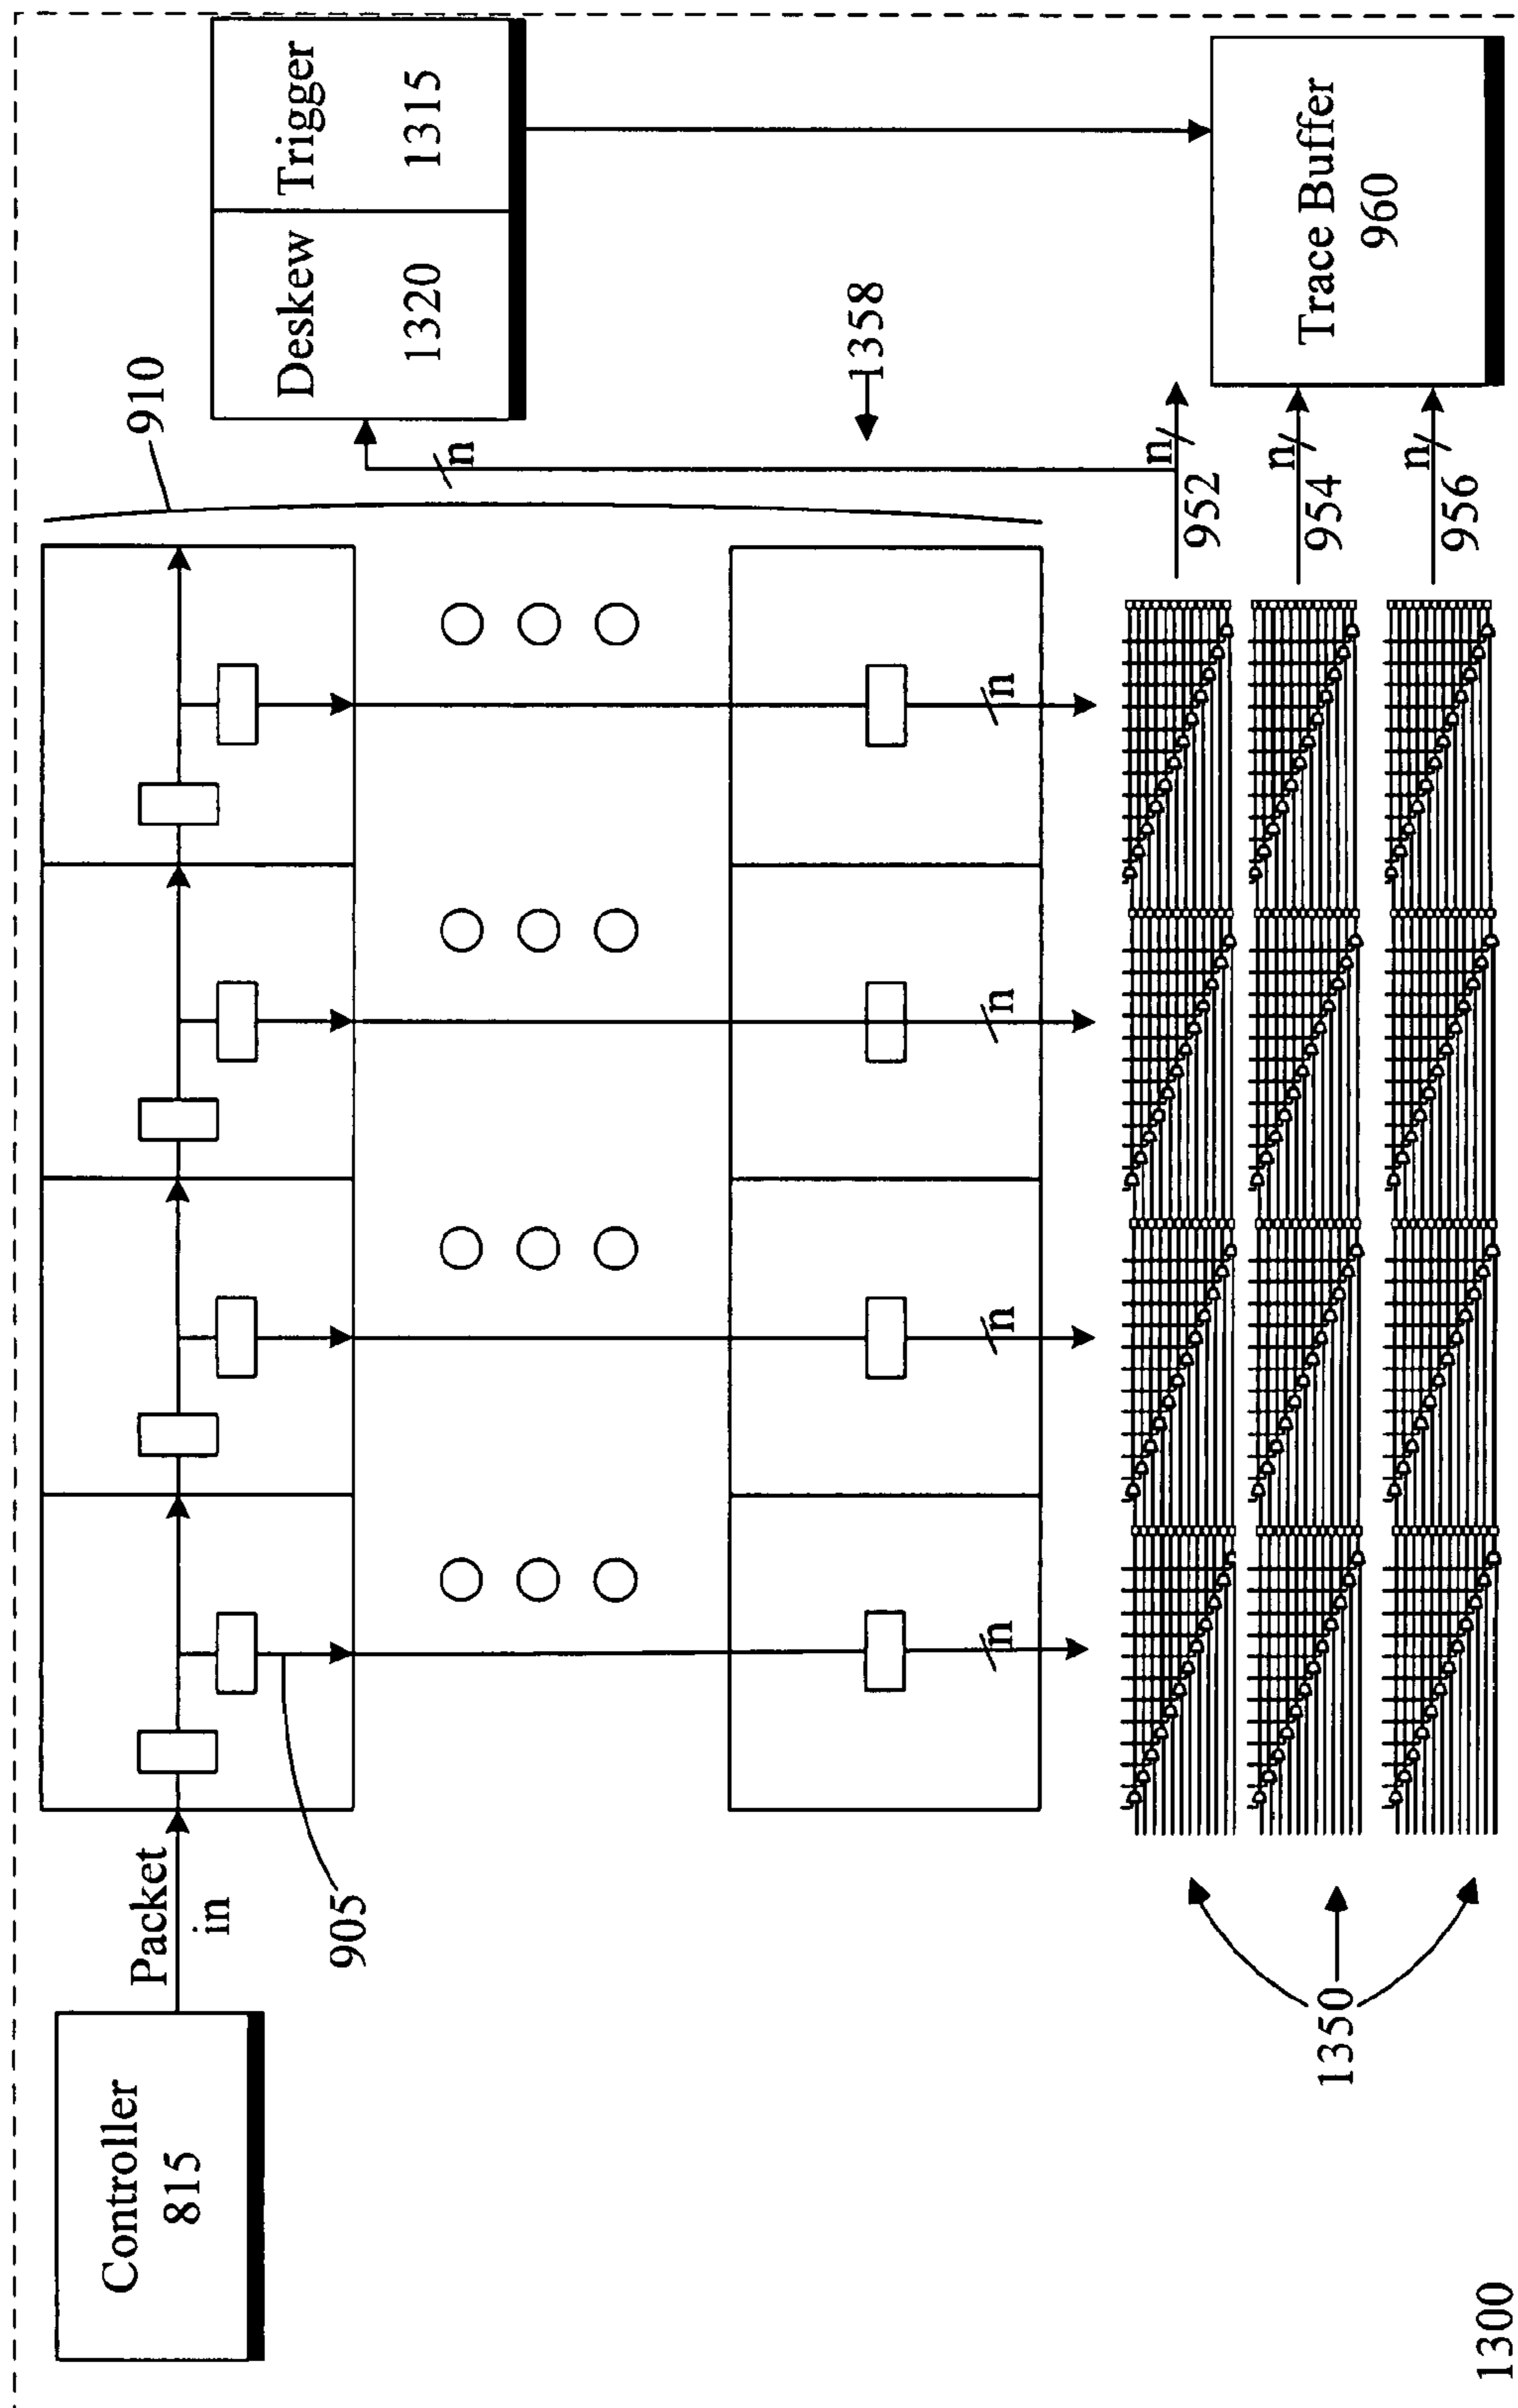 Controller
815
Packet
in
905
910
Deskew
1320
Trigger
1315
n
1358
n
n
n
n
n
952
n
954
n
956
Trace Buffer
960
1350
1300